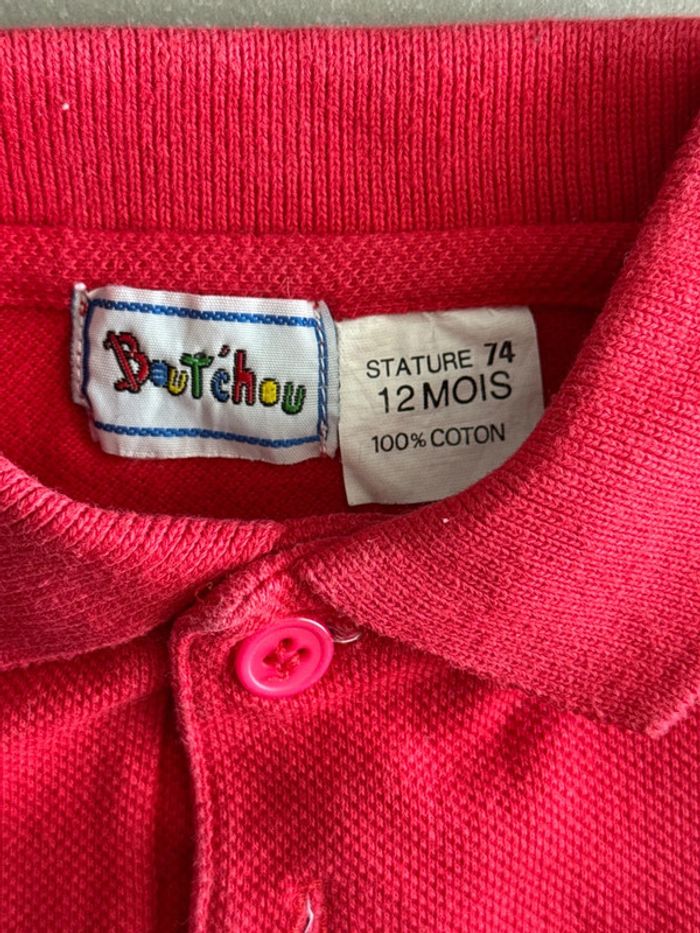 Bout'chou
STATURE 74
12 MOIS
100% COTON